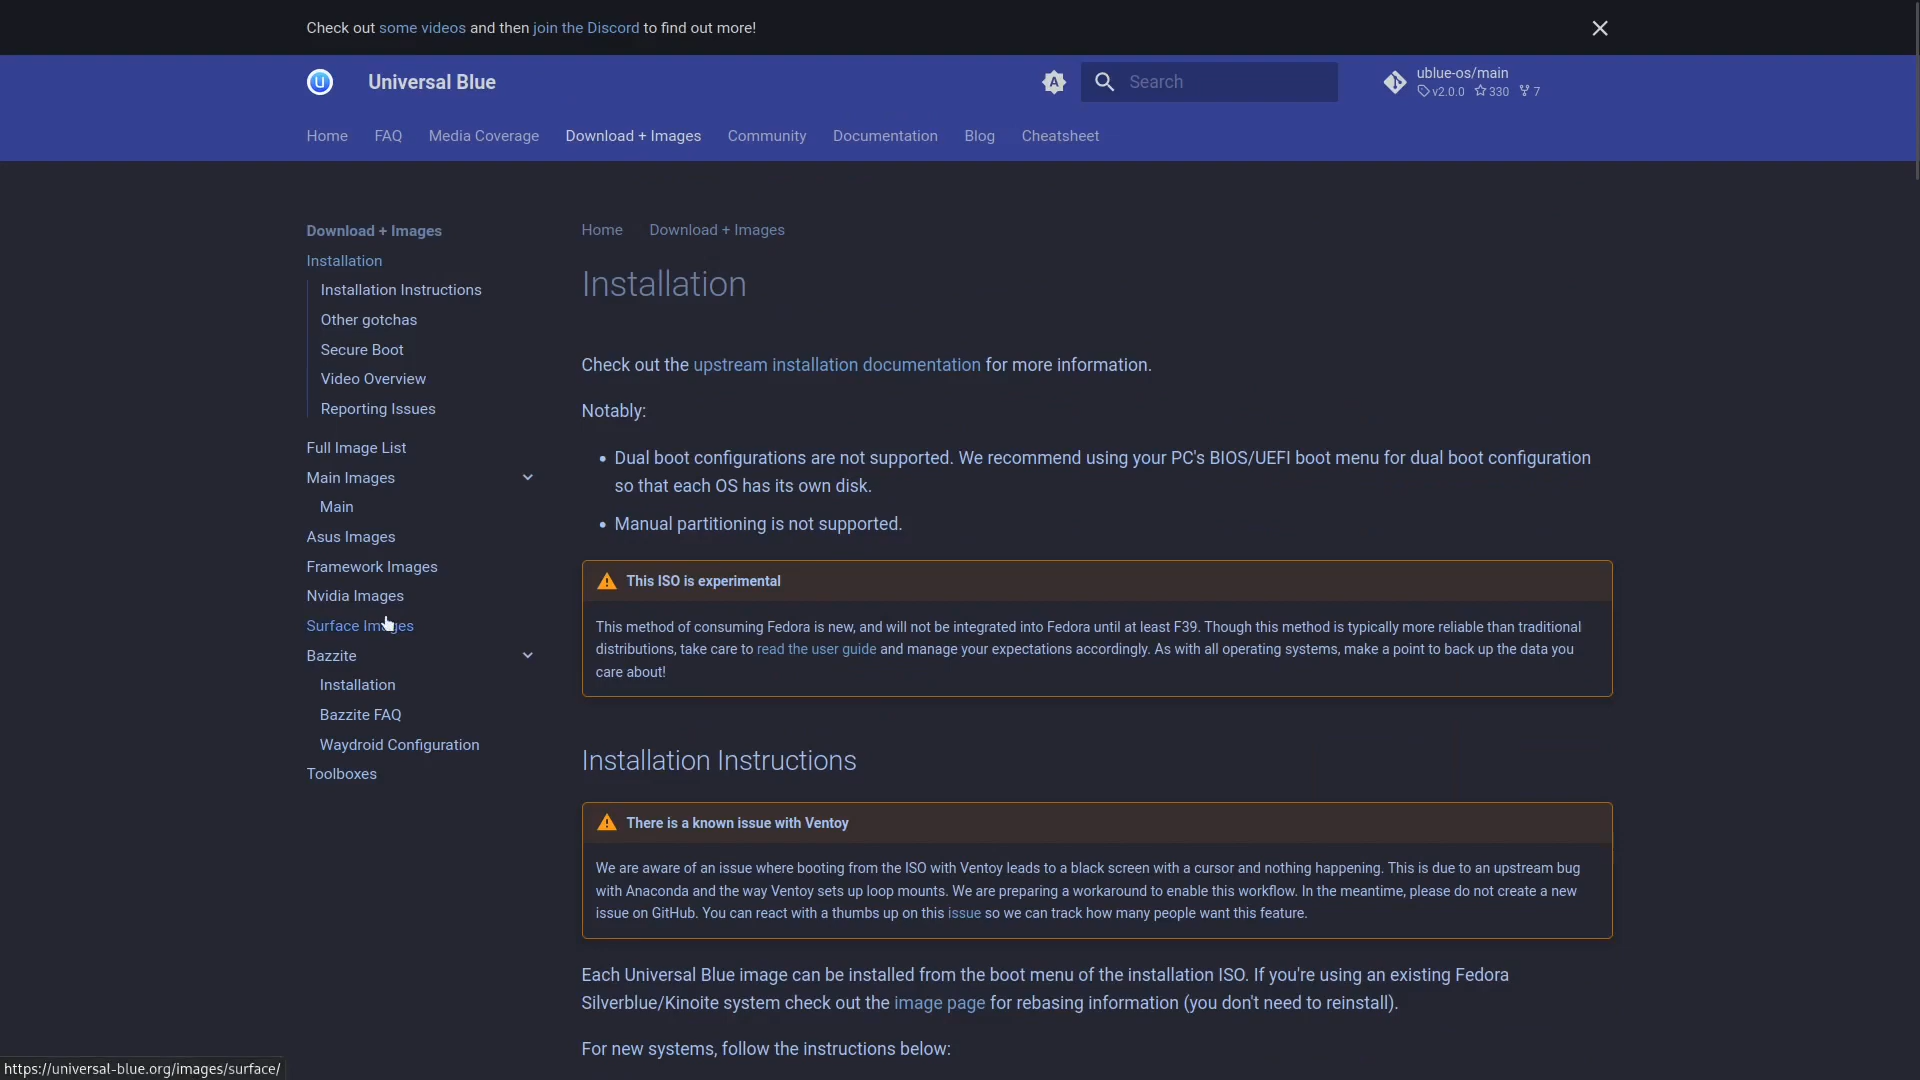 Check out some videos and then join the Discord to find out more!
U
Universal Blue
A
Search
ublue-os/main
v2.0.0 330 7
Home FAQ Media Coverage Download + Images Community Documentation Blog Cheatsheet
Download + Images
Installation
Installation Instructions
Other gotchas
Secure Boot
Video Overview
Reporting Issues
Full Image List
Main Images
Main
Asus Images
Framework Images
Nvidia Images
Surface Images
Bazzite
Installation
Bazzite FAQ
Waydroid Configuration
Toolboxes
Home Download + Images
Installation
Check out the upstream installation documentation for more information.
Notably:
• Dual boot configurations are not supported. We recommend using your PC's BIOS/UEFI boot menu for dual boot configuration
so that each OS has its own disk.
• Manual partitioning is not supported.
This ISO is experimental
This method of consuming Fedora is new, and will not be integrated into Fedora until at least F39. Though this method is typically more reliable than traditional
distributions, take care to read the user guide and manage your expectations accordingly. As with all operating systems, make a point to back up the data you
care about!
Installation Instructions
There is a known issue with Ventoy
We are aware of an issue where booting from the ISO with Ventoy leads to a black screen with a cursor and nothing happening. This is due to an upstream bug
with Anaconda and the way Ventoy sets up loop mounts. We are preparing a workaround to enable this workflow. In the meantime, please do not create a new
issue on GitHub. You can react with a thumbs up on this issue so we can track how many people want this feature.
Each Universal Blue image can be installed from the boot menu of the installation ISO. If you're using an existing Fedora
Silverblue/Kinoite system check out the image page for rebasing information (you don't need to reinstall).
For new systems, follow the instructions below:
https://universal-blue.org/images/surface/